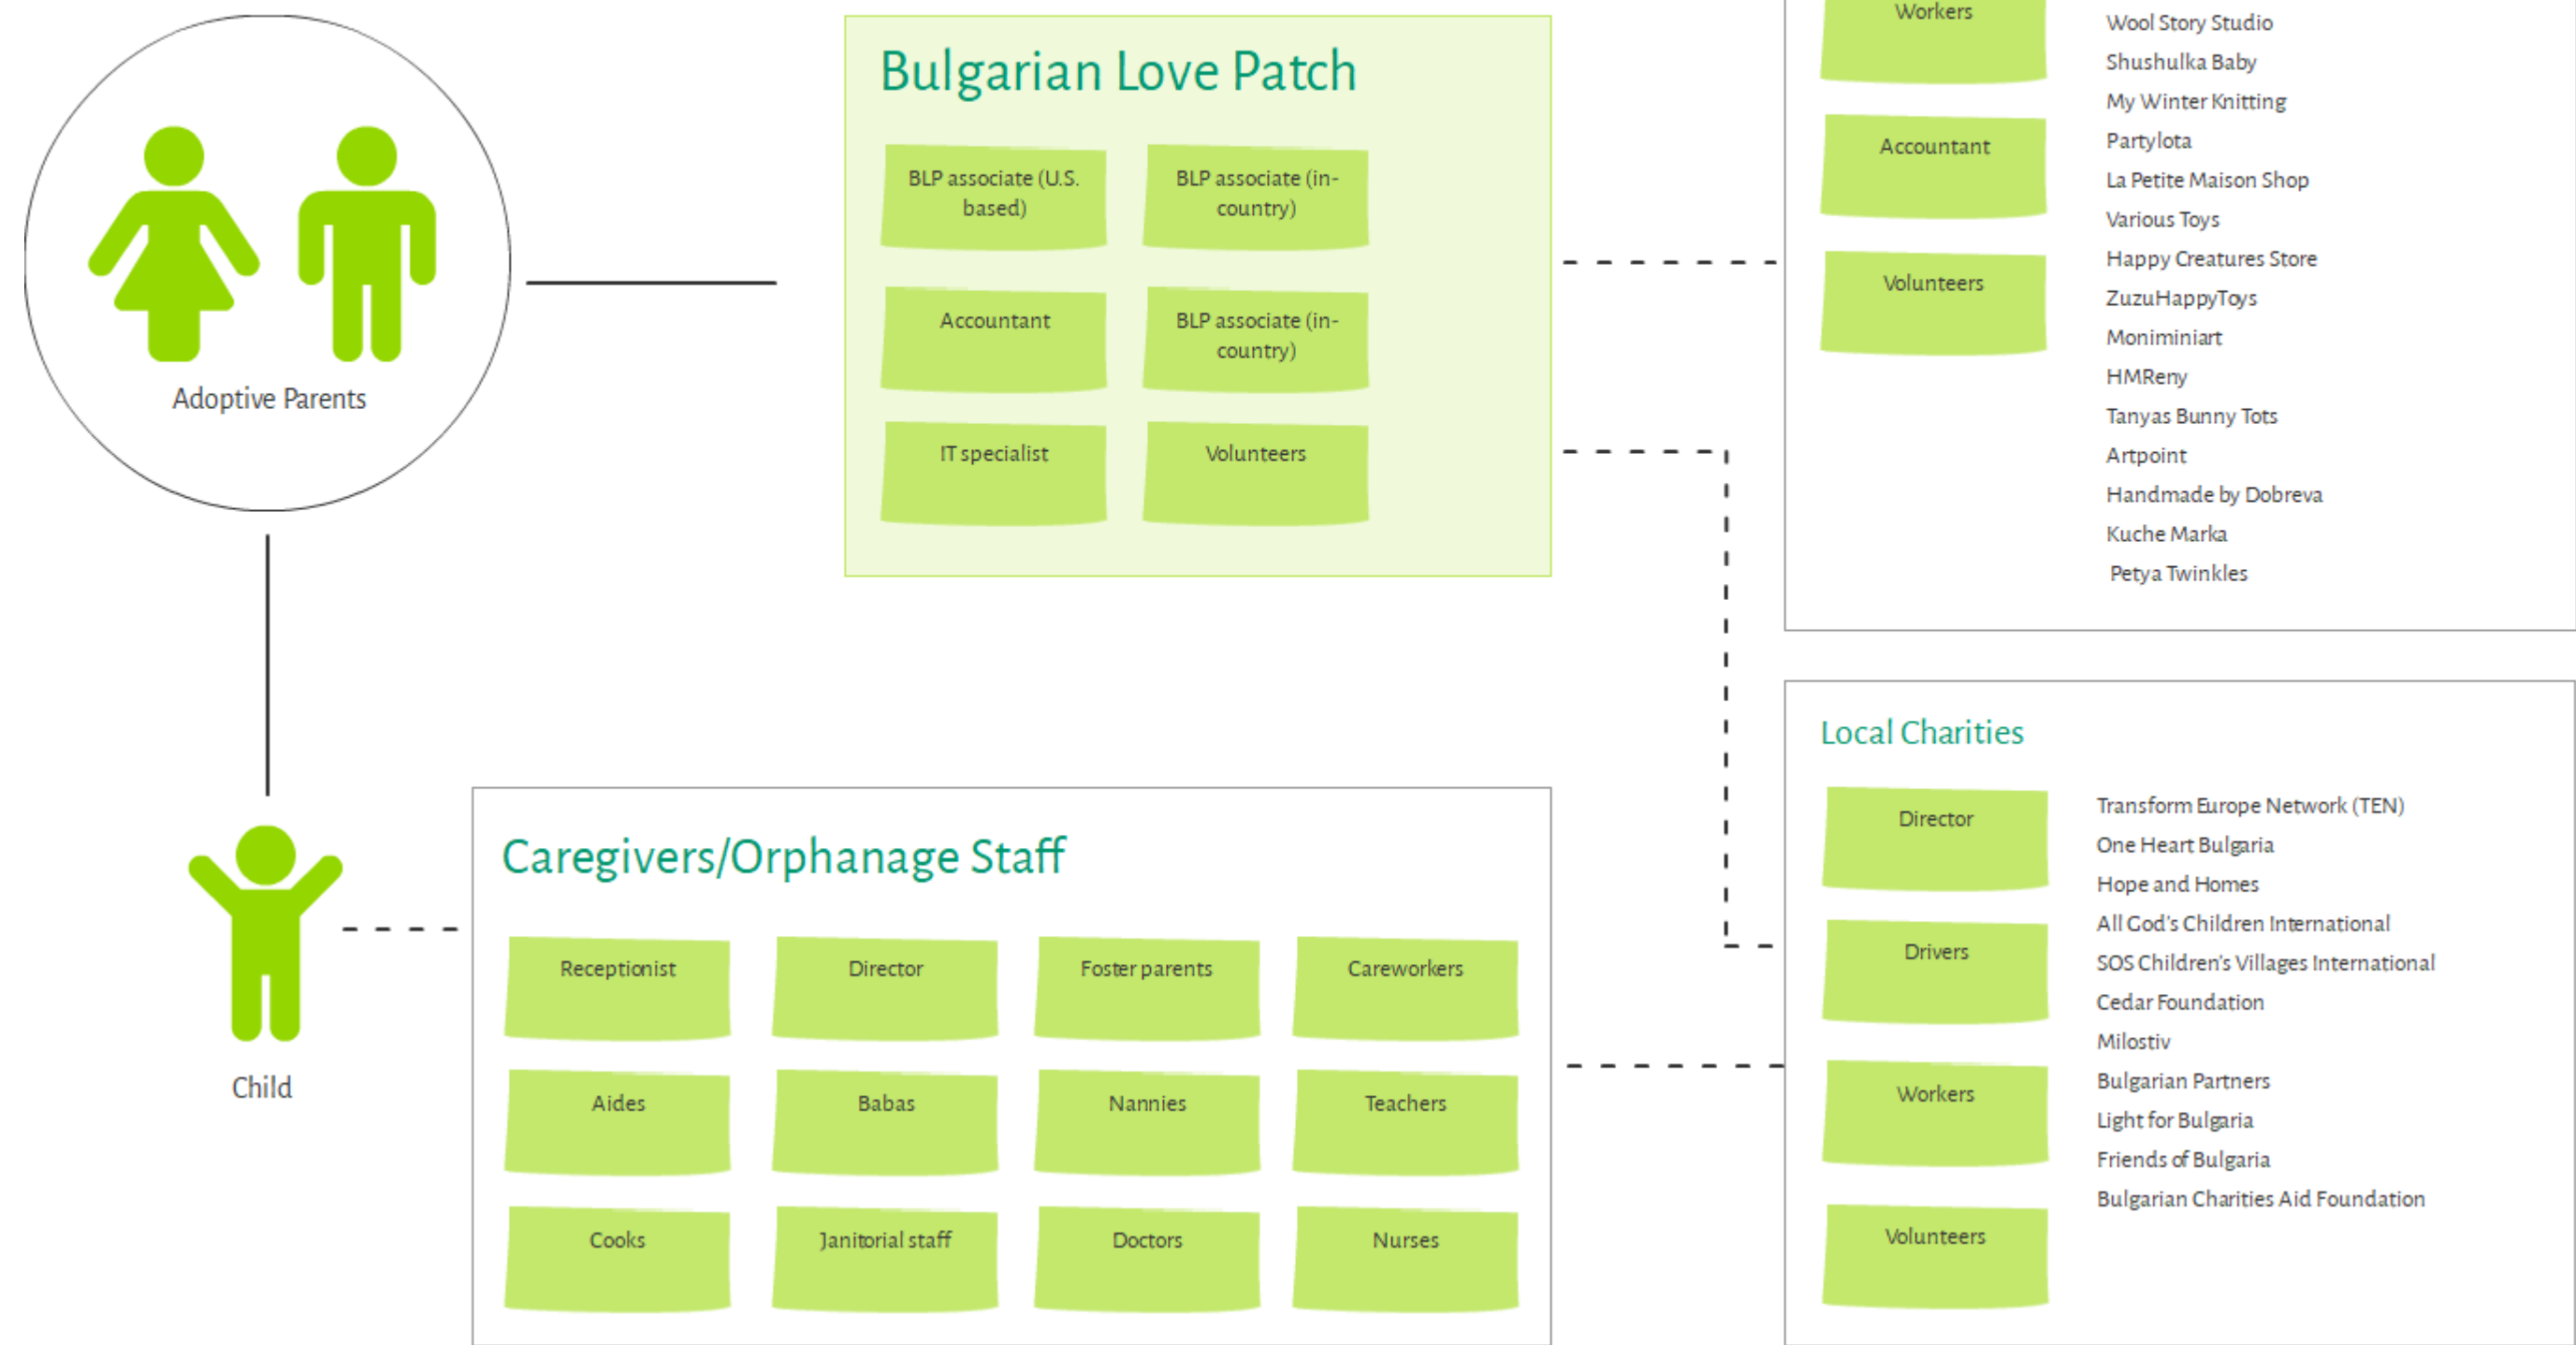 Adoptive Parents
Bulgarian Love Patch
BLP associate (U.S.
based)
BLP associate (in-
country)
Accountant
BLP associate (in-
country)
IT specialist
Volunteers
Workers
Accountant
Volunteers
Wool Story Studio
Shushulka Baby
My Winter Knitting
Partylota
La Petite Maison Shop
Various Toys
Happy Creatures Store
ZuzuHappyToys
Moniminiart
HMReny
Tanyas Bunny Tots
Artpoint
Handmade by Dobreva
Kuche Marka
Petya Twinkles
Child
Caregivers/Orphanage Staff
Receptionist
Director
Foster parents
Careworkers
Aides
Babas
Nannies
Teachers
Cooks
Janitorial staff
Doctors
Nurses
Local Charities
Director
Drivers
Workers
Volunteers
Transform Europe Network (TEN)
One Heart Bulgaria
Hope and Homes
All God's Children International
SOS Children's Villages International
Cedar Foundation
Milostiv
Bulgarian Partners
Light for Bulgaria
Friends of Bulgaria
Bulgarian Charities Aid Foundation